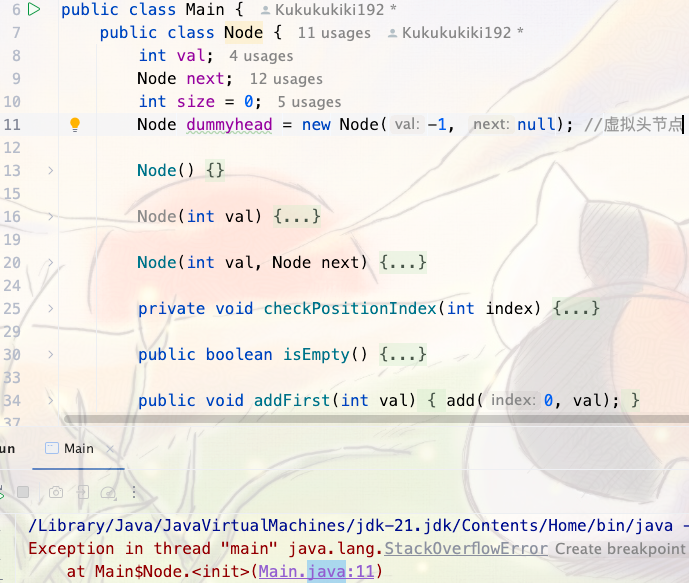 6 public class Main { Kukukukiki192 *
7 public class Node { 11 usages Kukukukiki192 *
8 int val; 4 usages
9 Node next; 12 usages
10 int size = 0; 5 usages
11 Node dummyhead = new Node( val: -1, next: null); //虚拟头节点
12
13 Node() {}
15
16 Node(int val) {...}
19
20 Node(int val, Node next) {...}
24
25 private void checkPositionIndex(int index) {...}
29
30 public boolean isEmpty() {...}
33
34 public void addFirst(int val) { add( index: 0, val); }
37
un Main ×
/Library/Java/JavaVirtualMachines/jdk-21.jdk/Contents/Home/bin/java -
Exception in thread "main" java.lang.StackOverflowError Create breakpoint
at Main$Node.<init>(Main.java:11)